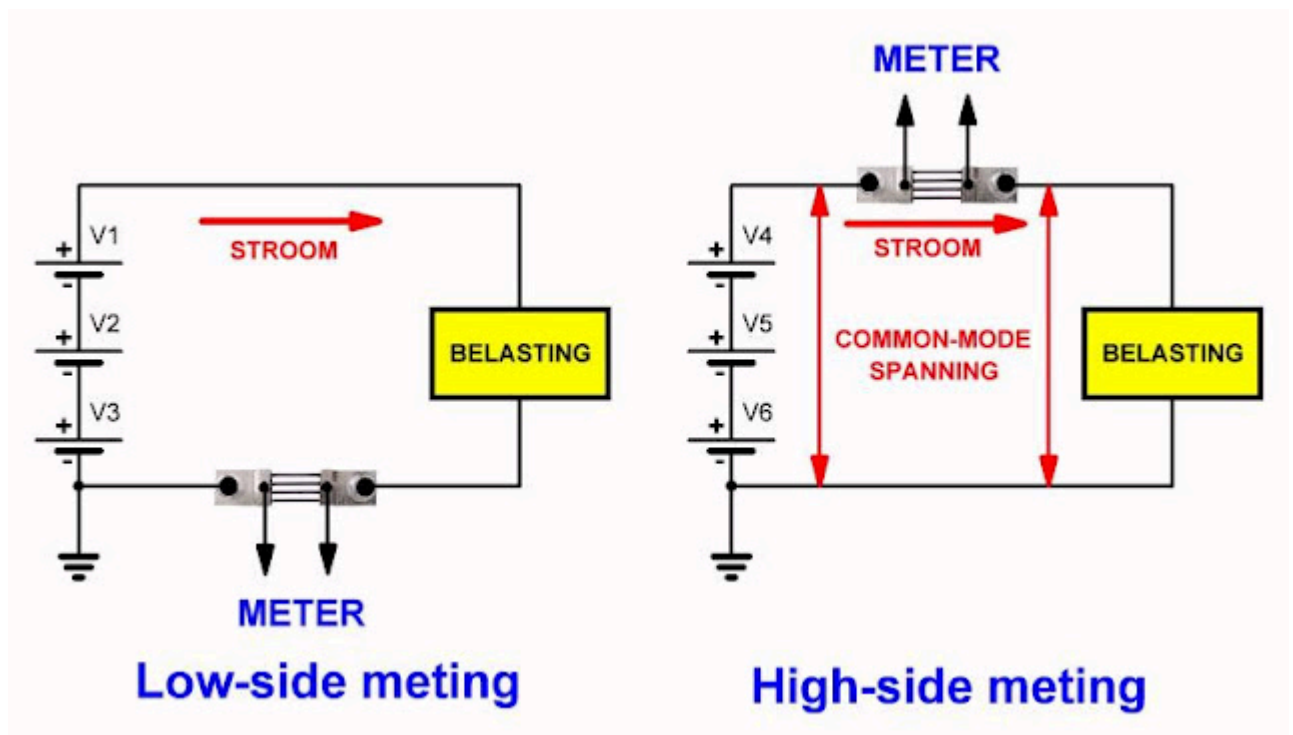 V1
+
-
V2
+
-
V3
+
-
STROOM
BELASTING
METER
Low-side meting
METER
V4
+
-
V5
+
-
V6
+
-
STROOM
COMMON-MODE
SPANNING
BELASTING
High-side meting